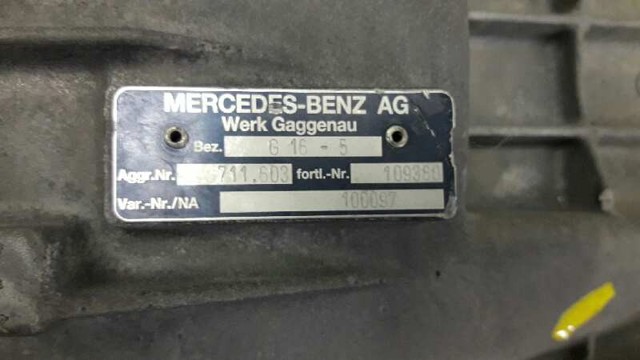 MERCEDES-BENZ AG
Werk Gaggenau
Bez. G 16 - 5
Aggr.Nr. 711.603 fortl-Nr. 109380
Var.-Nr./NA 100097